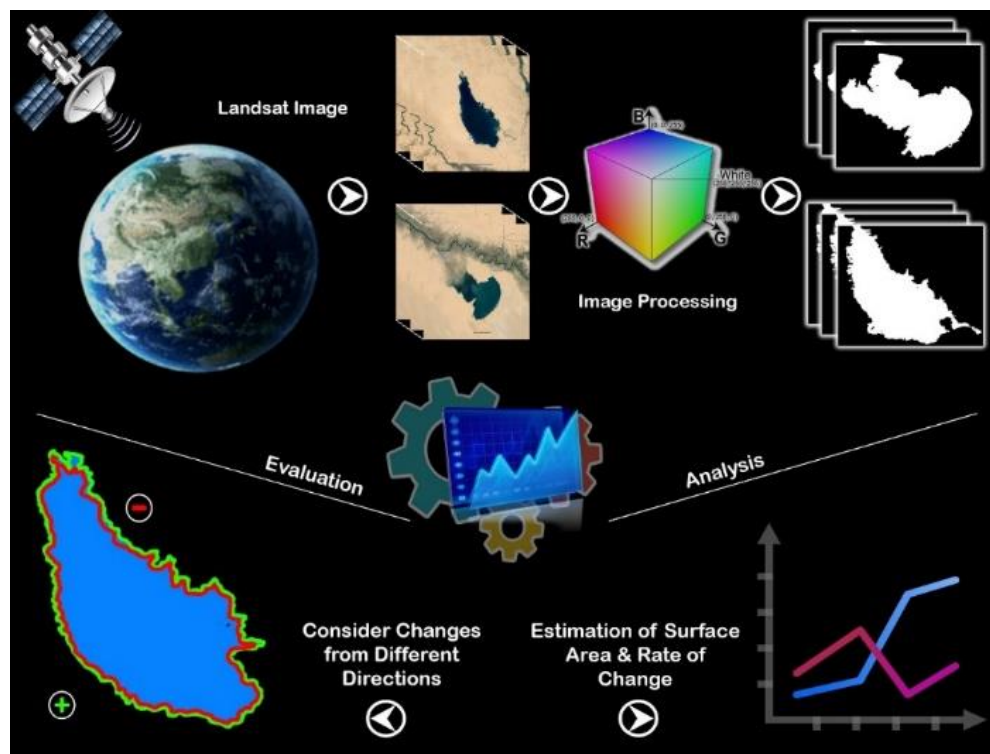 Landsat Image
B
White
R
G
Image Processing
Evaluation
Analysis
Consider Changes
from Different
Directions
Estimation of Surface
Area & Rate of
Change